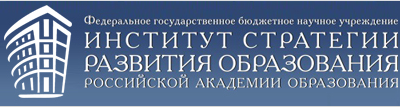 Федеральное государственное бюджетное научное учреждение
ИНСТИТУТ СТРАТЕГИИ
РАЗВИТИЯ ОБРАЗОВАНИЯ
РОССИЙСКОЙ АКАДЕМИИ ОБРАЗОВАНИЯ